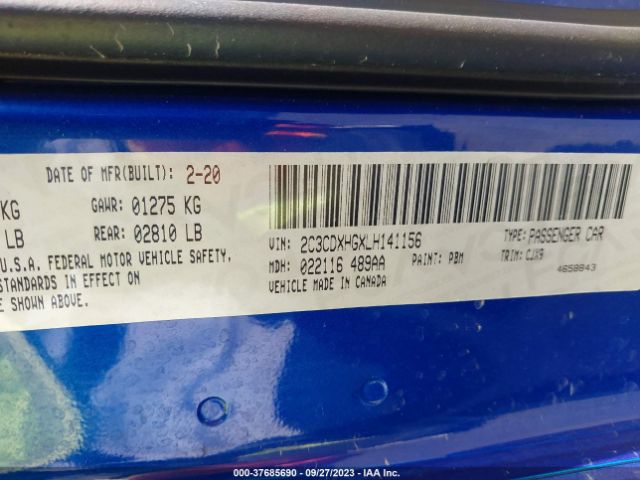 DATE OF MFR(BUILT): 2-20
KG GAWR: 01275 KG
LB REAR: 02810 LB
U.S.A. FEDERAL MOTOR VEHICLE SAFETY
STANDARDS IN EFFECT ON
SHOWN ABOVE.
VIN: 2C3CDXHGXLH141156 TYPE: PASSENGER CAR
MDH: 022116 489AA PAINT: PBM TRIM: CJX9
VEHICLE MADE IN CANADA 4658843
000-37685690 • 09/27/2023 • IAA Inc.